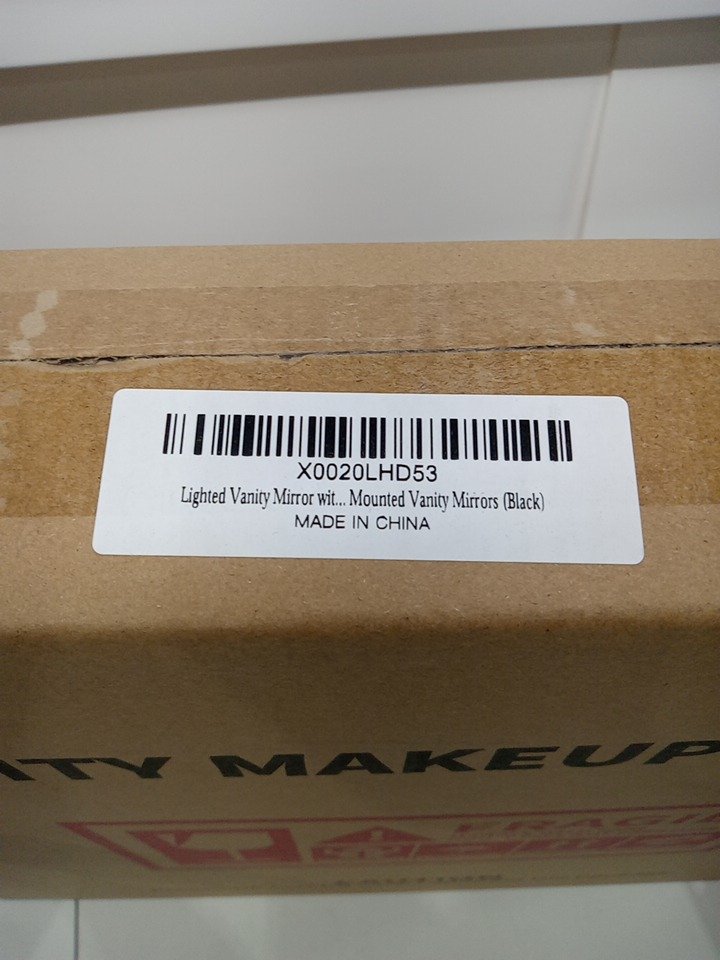 X0020LHD53
Lighted Vanity Mirror wit... Mounted Vanity Mirrors (Black)
MADE IN CHINA
MAKEUP